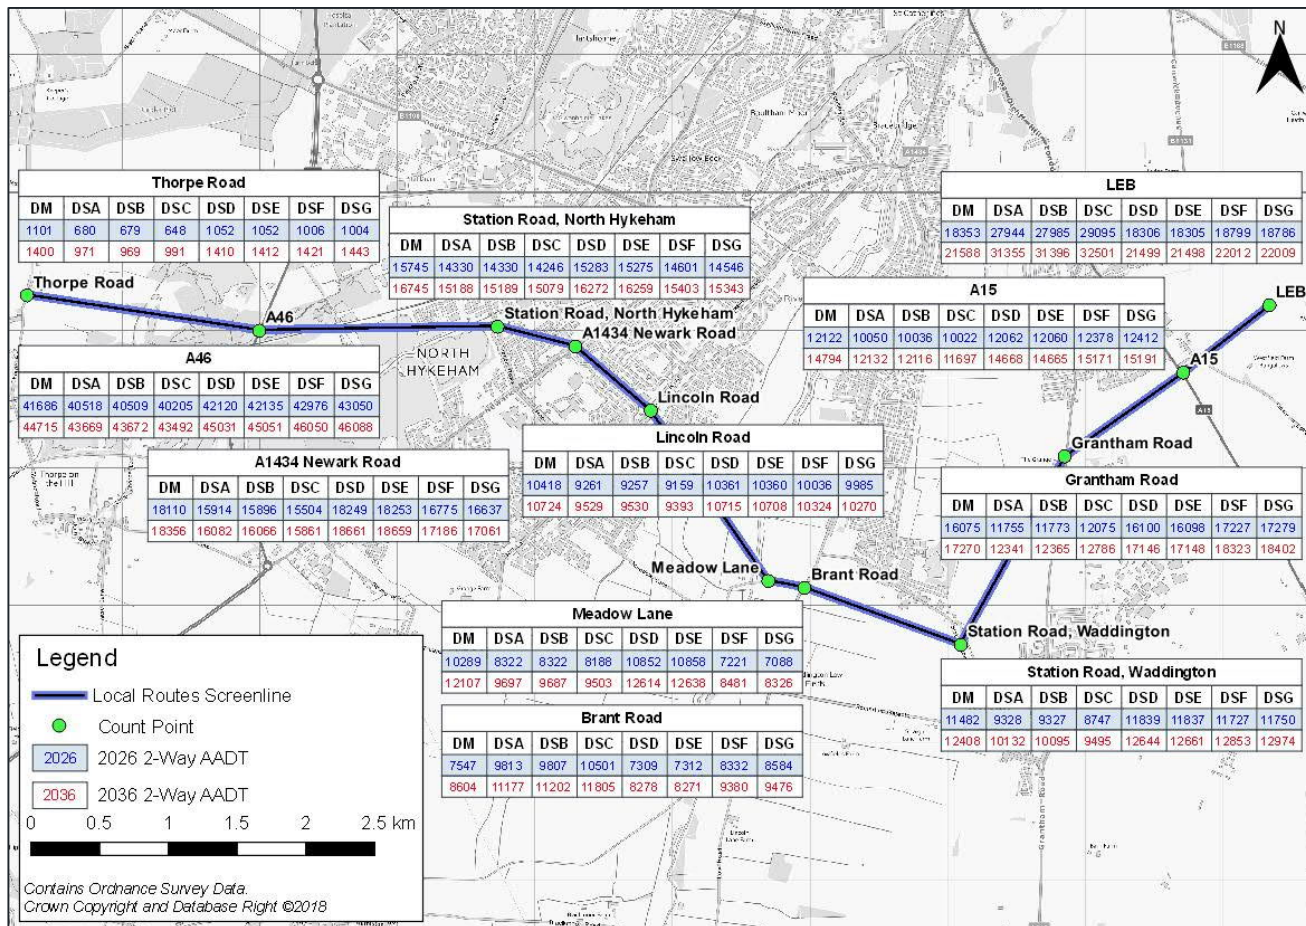 N
Thorpe Road
DM DSA DSB DSC DSD DSE DSF DSG
1101 680 679 648 1052 1052 1006 1004
1400 971 969 991 1410 1412 1421 1443
Station Road, North Hykeham
DM DSA DSB DSC DSD DSE DSF DSG
15745 14330 14330 14246 15283 15275 14601 14546
16745 15188 15189 15079 16272 16259 15403 15343
LEB
DM DSA DSB DSC DSD DSE DSF DSG
18353 27944 27985 29095 18306 18305 18799 18786
21588 31355 31396 32501 21499 21498 22012 22009
A15
DM DSA DSB DSC DSD DSE DSF DSG
12122 10050 10036 10022 12062 12060 12378 12412
14794 12132 12116 11697 14668 14665 15171 15191
Thorpe Road
A46
Station Road, North Hykeham
A1434 Newark Road
LEB
A15
NORTH
HYKEHAM
Lincoln Road
Grantham Road
A46
DM DSA DSB DSC DSD DSE DSF DSG
41686 40518 40509 40205 42120 42135 42976 43050
44715 43669 43672 43492 45031 45051 46050 46088
A1434 Newark Road
DM DSA DSB DSC DSD DSE DSF DSG
18110 15914 15896 15504 18249 18253 16775 16637
18356 16082 16066 15861 18661 18659 17186 17061
Lincoln Road
DM DSA DSB DSC DSD DSE DSF DSG
10418 9261 9257 9159 10361 10360 10036 9985
10724 9529 9530 9393 10715 10708 10324 10270
Grantham Road
DM DSA DSB DSC DSD DSE DSF DSG
16075 11755 11773 12075 16100 16098 17227 17279
17270 12341 12365 12786 17146 17148 18323 18402
Meadow Lane
Brant Road
Station Road, Waddington
Meadow Lane
DM DSA DSB DSC DSD DSE DSF DSG
10289 8322 8322 8188 10852 10858 7221 7088
12107 9697 9687 9503 12614 12638 8481 8326
Station Road, Waddington
DM DSA DSB DSC DSD DSE DSF DSG
11482 9328 9327 8747 11839 11837 11727 11750
12408 10132 10095 9495 12644 12661 12853 12974
Brant Road
DM DSA DSB DSC DSD DSE DSF DSG
7547 9813 9807 10501 7309 7312 8332 8584
8604 11177 11202 11805 8278 8271 9380 9476
Legend
Local Routes Screenline
Count Point
2026 2026 2-Way AADT
2036 2036 2-Way AADT
0 0.5 1 1.5 2 2.5 km
Contains Ordnance Survey Data.
Crown Copyright and Database Right ©2018
Swallow Beck
Boultham Moor
Bracebridge
Thorpe on
the Hill
Grantham Road